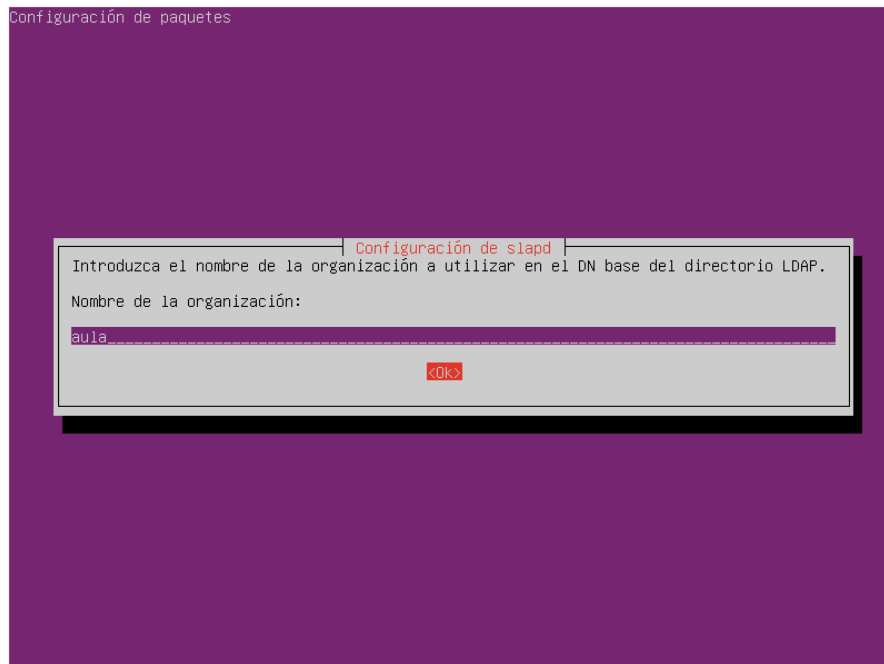 Configuración de paquetes
Configuración de slapd
Introduzca el nombre de la organización a utilizar en el DN base del directorio LDAP.
Nombre de la organización:
aula
<Ok>